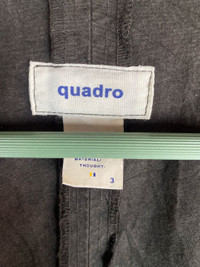 quadro
MATERIAL/
THOUGHT.
3